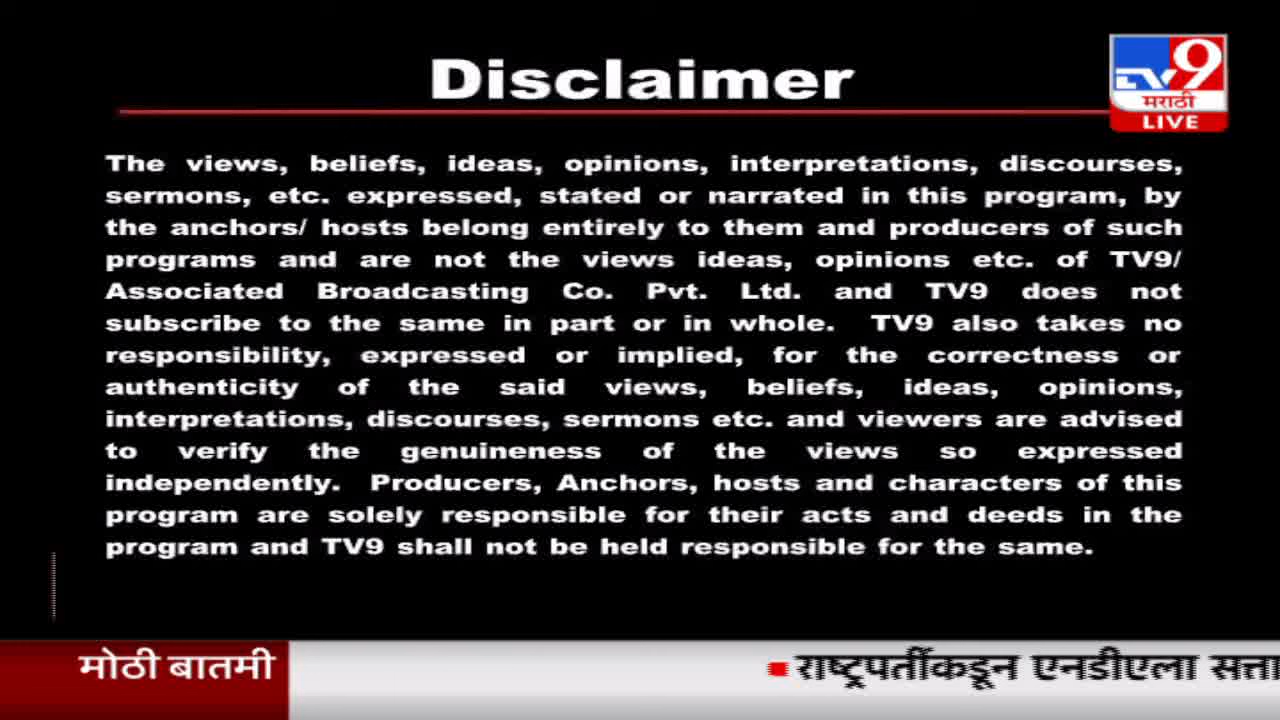 Disclaimer
TV9
मराठी
LIVE
The views, beliefs, ideas, opinions, interpretations, discourses,
sermons, etc. expressed, stated or narrated in this program, by
the anchors/ hosts belong entirely to them and producers of such
programs and are not the views ideas, opinions etc. of TV9/
Associated Broadcasting Co. Pvt. Ltd. and TV9 does not
subscribe to the same in part or in whole. TV9 also takes no
responsibility, expressed or implied, for the correctness or
authenticity of the said views, beliefs, ideas, opinions,
interpretations, discourses, sermons etc. and viewers are advised
to verify the genuineness of the views so expressed
independently. Producers, Anchors, hosts and characters of this
program are solely responsible for their acts and deeds in the
program and TV9 shall not be held responsible for the same.
मोठी बातमी
राष्ट्रपतींकडून एनडीएला सत्ता